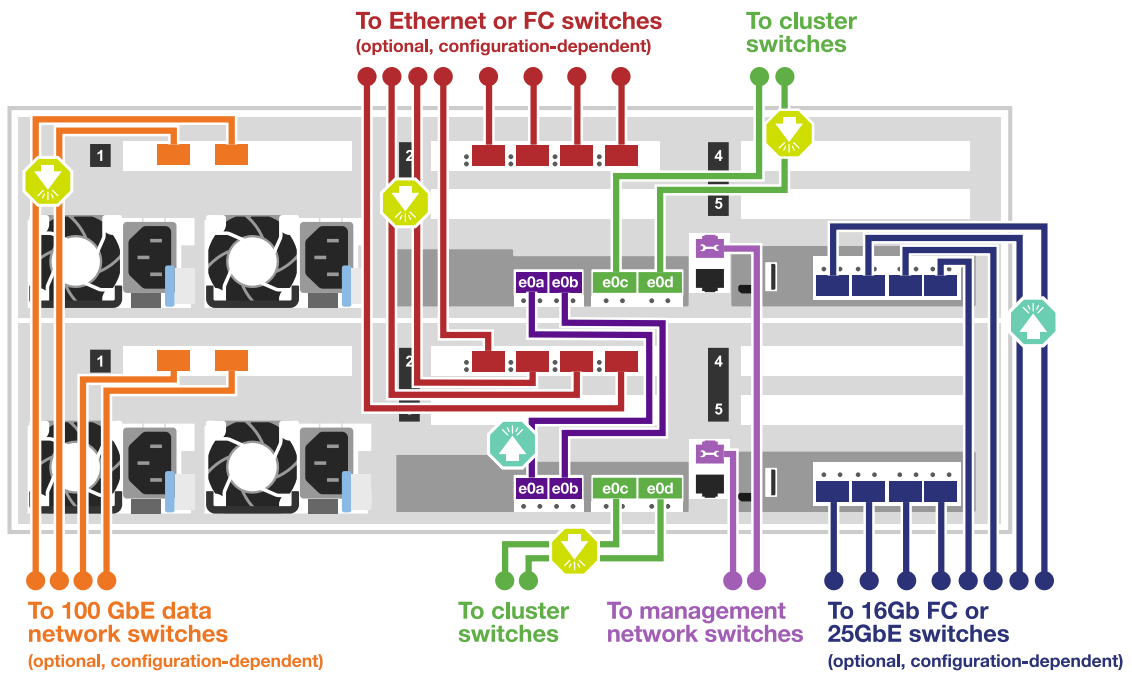 To Ethernet or FC switches
(optional, configuration-dependent)
To cluster
switches
1
2
4
5
e0a
e0b
e0c
e0d
1
2
4
5
e0a
e0b
e0c
e0d
To 100 GbE data
network switches
(optional, configuration-dependent)
To cluster
switches
To management
network switches
To 16Gb FC or
25GbE switches
(optional, configuration-dependent)